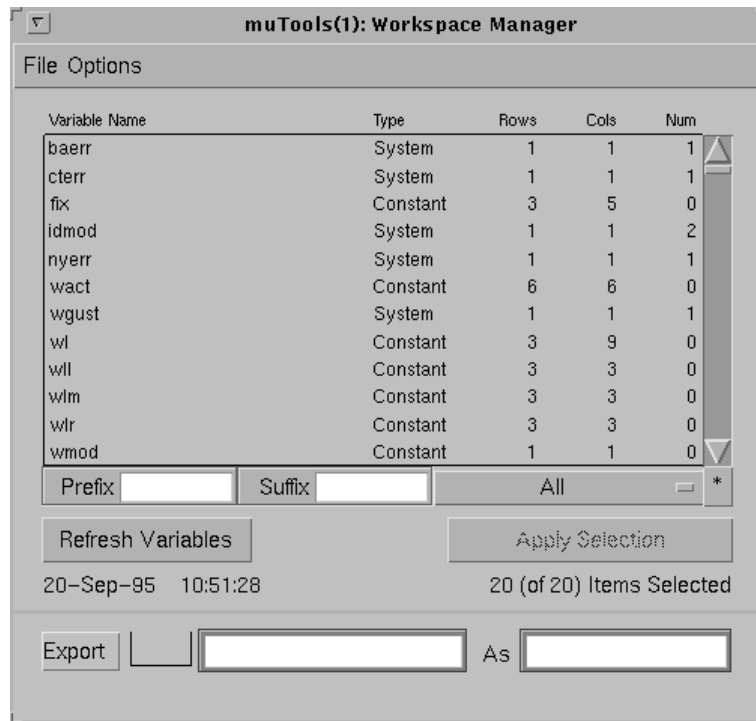 muTools(1): Workspace Manager
File Options
Variable Name Type Rows Cols Num
baerr System 1 1 1
cterr System 1 1 1
fix Constant 3 5 0
idmod System 1 1 2
nyerr System 1 1 1
wact Constant 6 6 0
wgust System 1 1 1
wl Constant 3 9 0
wll Constant 3 3 0
wlm Constant 3 3 0
wlr Constant 3 3 0
wmod Constant 1 1 0
Prefix Suffix All *
Refresh Variables Apply Selection
20-Sep-95 10:51:28 20 (of 20) Items Selected
Export As